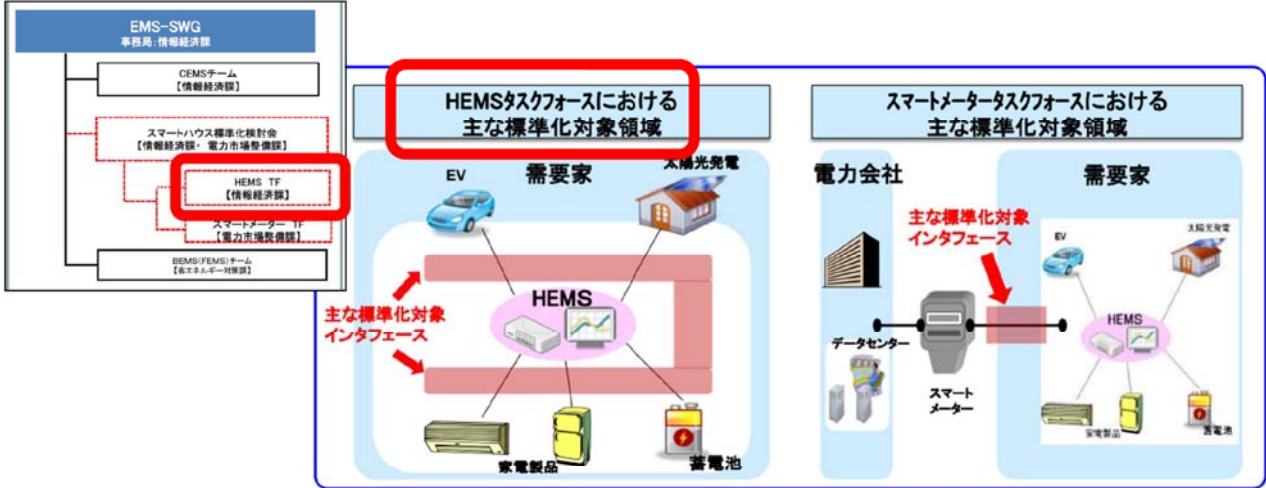 EMS-SWG
事務局:情報経済課
CEMSチーム
【情報経済課】
スマートハウス標準化検討会
【情報経済課・ 電力市場整備課】
HEMS TF
【情報経済課】
スマートメーター TF
【電力市場整備課】
BEMS(FEMS)チーム
【省エネルギー対策課】
HEMSタスクフォースにおける
主な標準化対象領域
EV
需要家
太陽光発電
HEMS
主な標準化対象
インタフェース
家電製品
蓄電池
スマートメータータスクフォースにおける
主な標準化対象領域
電力会社
需要家
主な標準化対象
インタフェース
EV
太陽光発電
HEMS
データセンター
スマート
メーター
家電製品
蓄電池